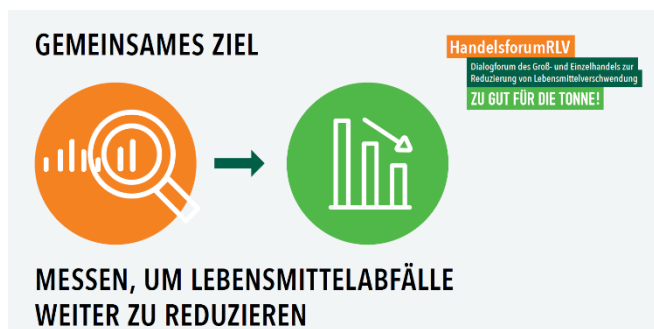 GEMEINSAMES ZIEL
HandelsforumRLV
Dialogforum des Groß- und Einzelhandels zur
Reduzierung von Lebensmittelverschwendung
ZU GUT FÜR DIE TONNE!
MESSEN, UM LEBENSMITTELABFÄLLE
WEITER ZU REDUZIEREN